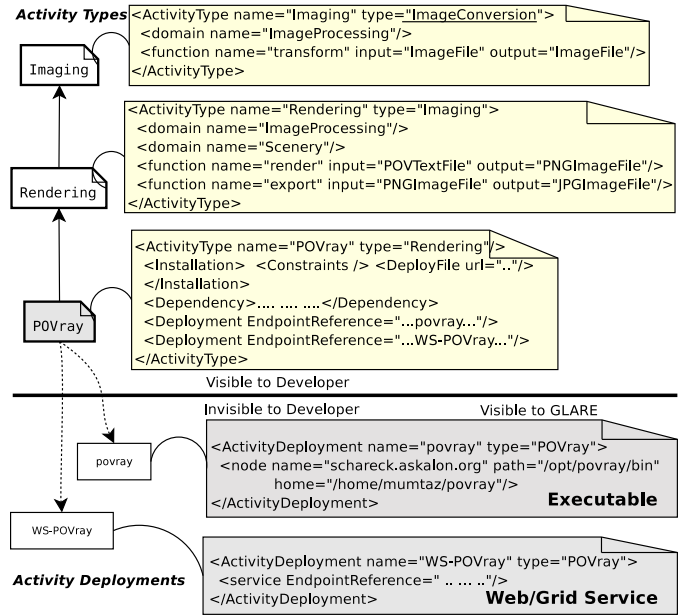 Activity Types
<ActivityType name="Imaging" type="ImageConversion">
<domain name="ImageProcessing"/>
<function name="transform" input="ImageFile" output="ImageFile"/>
</ActivityType>
Imaging
<ActivityType name="Rendering" type="Imaging">
<domain name="ImageProcessing"/>
<domain name="Scenery"/>
<function name="render" input="POVTextFile" output="PNGImageFile"/>
<function name="export" input="PNGImageFile" output="JPGImageFile"/>
</ActivityType>
Rendering
<ActivityType name="POVray" type="Rendering"/>
<Installation> <Constraints /> <DeployFile url=".."/>
</Installation>
<Dependency>.... .... ....</Dependency>
<Deployment EndpointReference="...povray..."/>
<Deployment EndpointReference="...WS-POVray..."/>
</ActivityType>
POVray
Visible to Developer
Invisible to Developer
Visible to GLARE
<ActivityDeployment name="povray" type="POVray">
<node name="schareck.askalon.org" path="/opt/povray/bin"
home="/home/mumtaz/povray"/>
</ActivityDeployment>
Executable
povray
WS-POVray
<ActivityDeployment name="WS-POVray" type="POVray">
<service EndpointReference=" .. ... .."/>
</ActivityDeployment>
Web/Grid Service
Activity Deployments